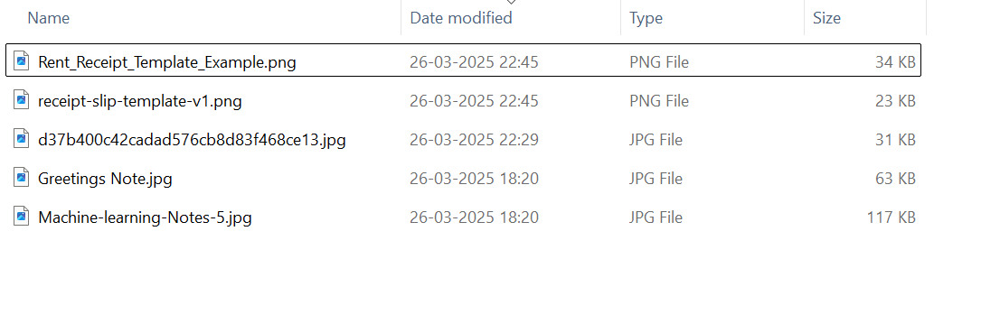 Name Date modified Type Size
Rent_Receipt_Template_Example.png 26-03-2025 22:45 PNG File 34 KB
receipt-slip-template-v1.png 26-03-2025 22:45 PNG File 23 KB
d37b400c42cadad576cb8d83f468ce13.jpg 26-03-2025 22:29 JPG File 31 KB
Greetings Note.jpg 26-03-2025 18:20 JPG File 63 KB
Machine-learning-Notes-5.jpg 26-03-2025 18:20 JPG File 117 KB